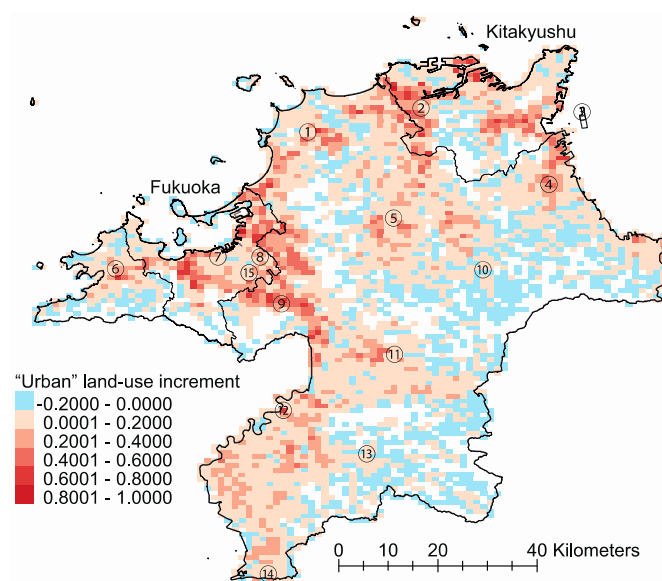 Kitakyushu
②
①
3
④
Fukuoka
⑤
⑦
⑧
⑥
⑮
⑩
⑨
⑪
"Urban" land-use increment
-0.2000 - 0.0000
0.0001 - 0.2000
0.2001 - 0.4000
0.4001 - 0.6000
0.6001 - 0.8000
0.8001 - 1.0000
⑫
⑬
⑭
0 10 20 40 Kilometers